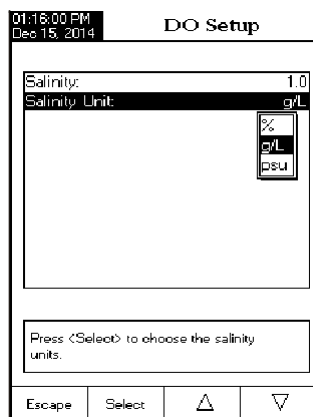 01:16:00 PM
Dec 15, 2014
DO Setup
Salinity: 1.0
Salinity Unit: g/L
%
g/L
psu
Press <Select> to choose the salinity
units.
Escape Select △ ▽